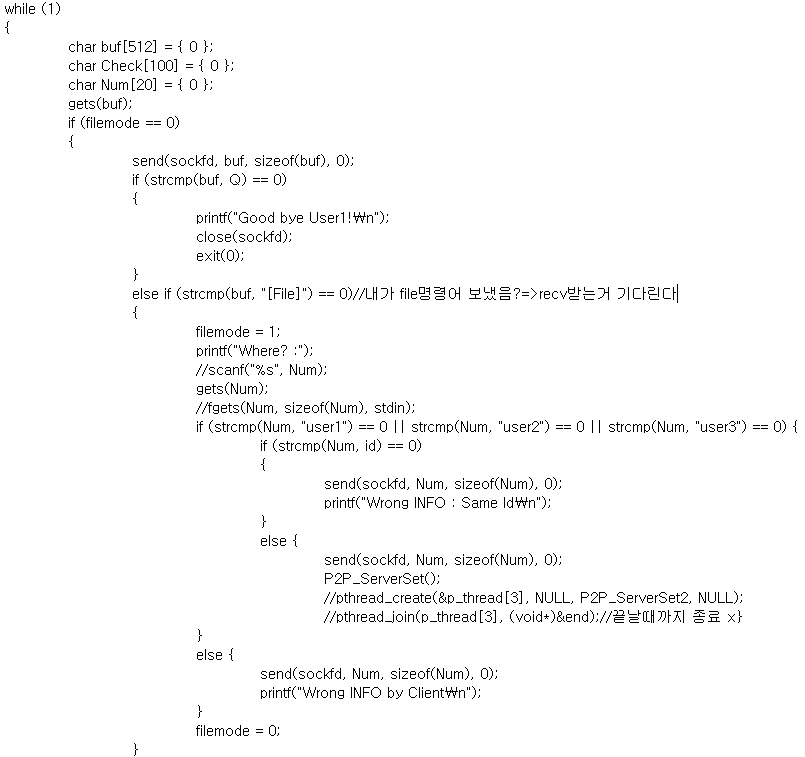 while (1)
{
char buf[512] = { 0 };
char Check[100] = { 0 };
char Num[20] = { 0 };
gets(buf);
if (filemode == 0)
{
send(sockfd, buf, sizeof(buf), 0);
if (strcmp(buf, Q) == 0)
{
printf("Good bye User1!₩n");
close(sockfd);
exit(0);
}
else if (strcmp(buf, "[File]") == 0)//내가 file명령어 보냈음?=>recv받는거 기다린다
{
filemode = 1;
printf("Where? :");
//scanf("%s", Num);
gets(Num);
//fgets(Num, sizeof(Num), stdin);
if (strcmp(Num, "user1") == 0 || strcmp(Num, "user2") == 0 || strcmp(Num, "user3") == 0) {
if (strcmp(Num, id) == 0)
{
send(sockfd, Num, sizeof(Num), 0);
printf("Wrong INFO : Same Id₩n");
}
else {
send(sockfd, Num, sizeof(Num), 0);
P2P_ServerSet();
//pthread_create(&p_thread[3], NULL, P2P_ServerSet2, NULL);
//pthread_join(p_thread[3], (void*)&end);//끝날때까지 종료 x}
}
else {
send(sockfd, Num, sizeof(Num), 0);
printf("Wrong INFO by Client₩n");
}
filemode = 0;
}